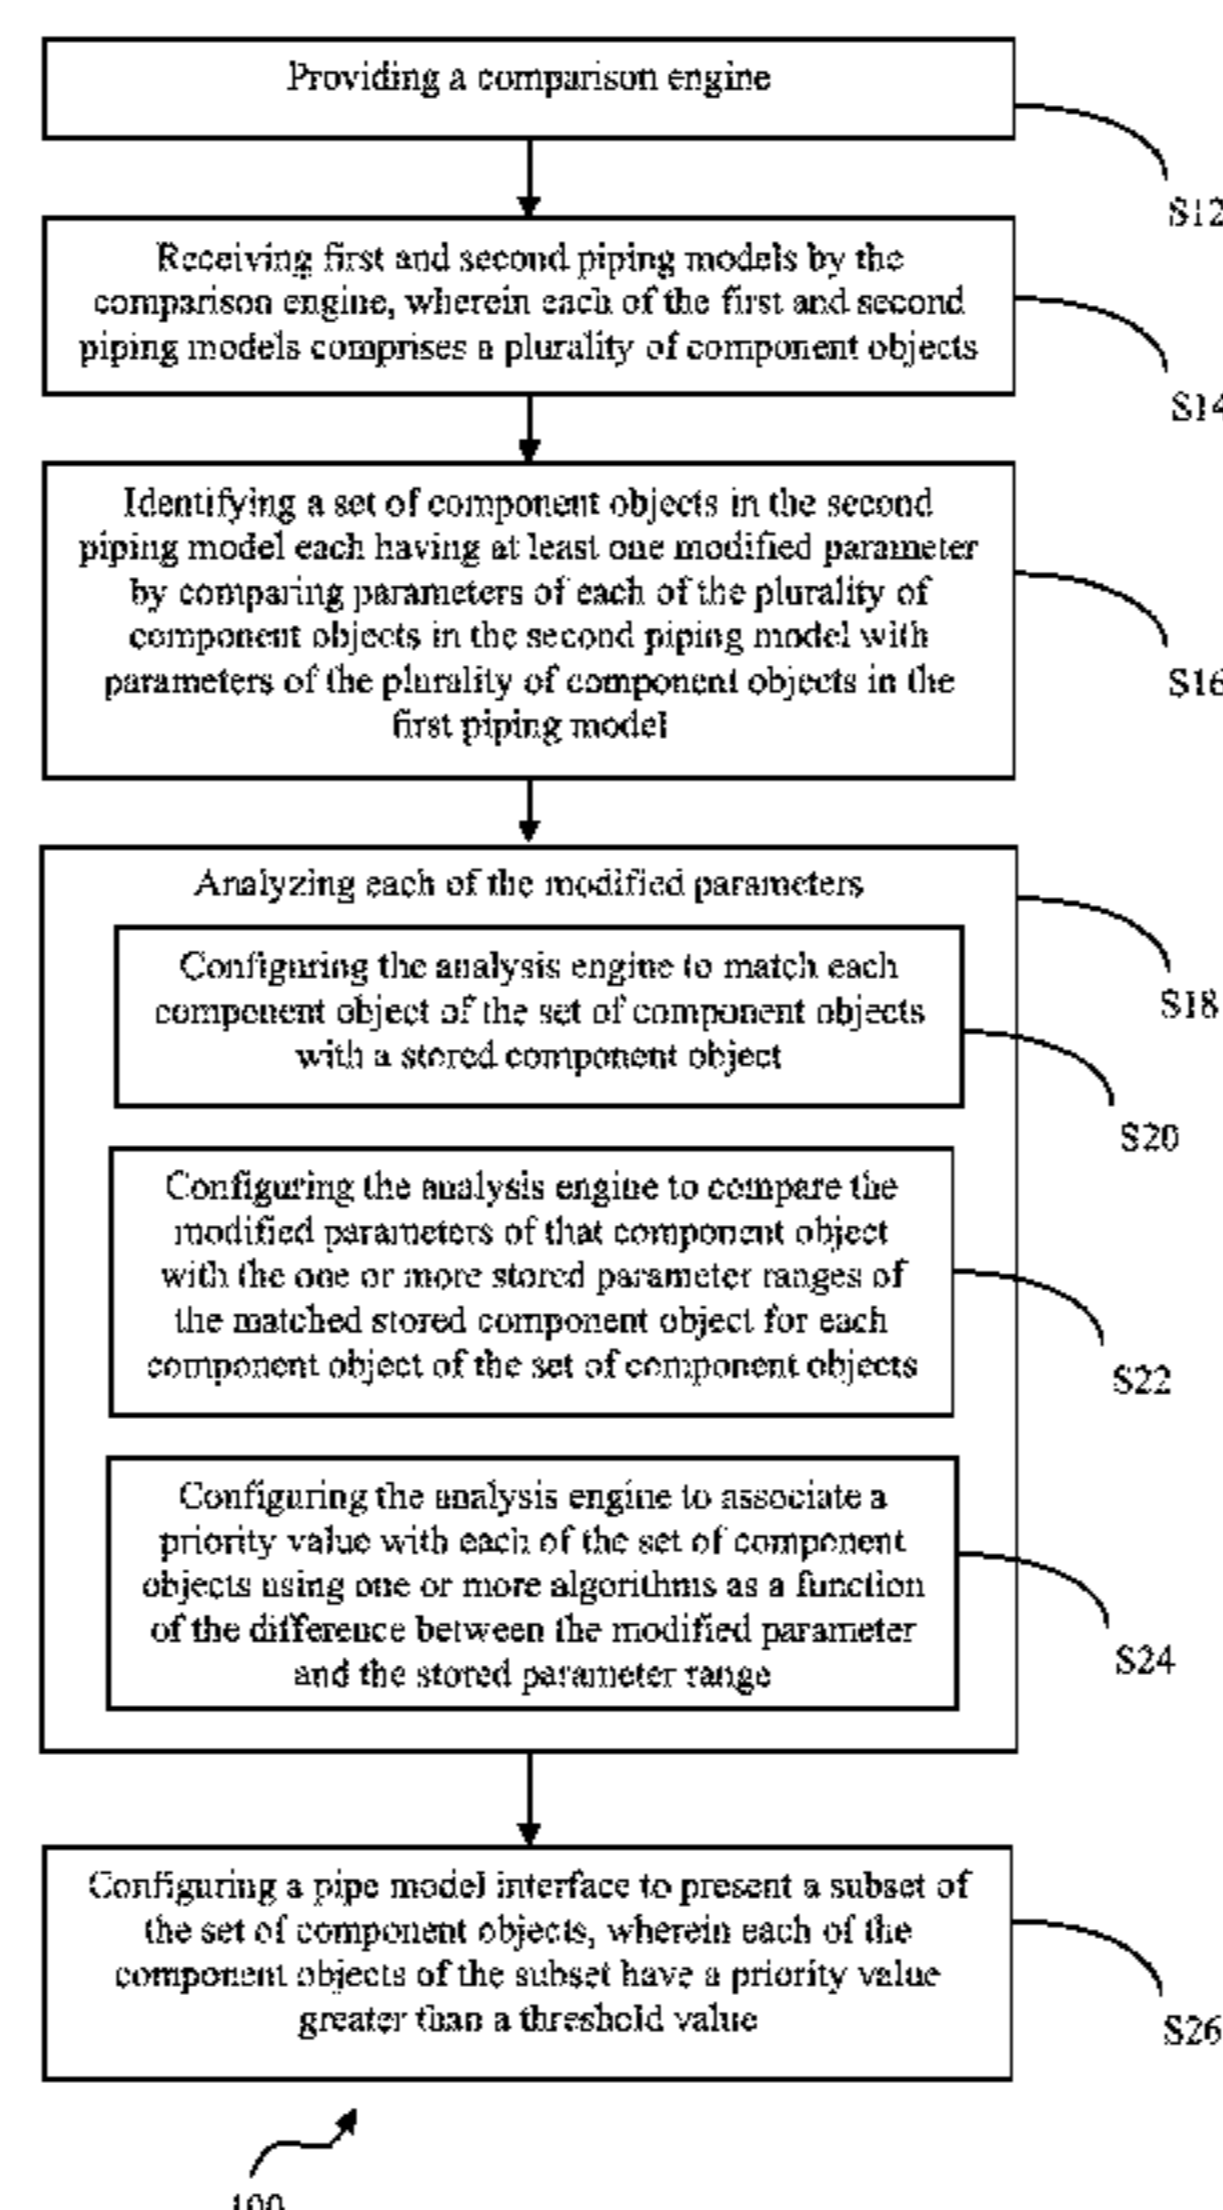 Providing a comparison engine
S12
Receiving first and second piping models by the
comparison engine, wherein each of the first and second
piping models comprises a plurality of component objects
S14
Identifying a set of component objects in the second
piping model each having at least one modified parameter
by comparing parameters of each of the plurality of
component objects in the second piping model with
parameters of the plurality of component objects in the
first piping model
S16
Analyzing each of the modified parameters
S18
Configuring the analysis engine to match each
component object of the set of component objects
with a stored component object
S20
Configuring the analysis engine to compare the
modified parameters of that component object
with the one or more stored parameter ranges of
the matched stored component object for each
component object of the set of component objects
S22
Configuring the analysis engine to associate a
priority value with each of the set of component
objects using one or more algorithms as a function
of the difference between the modified parameter
and the stored parameter range
S24
Configuring a pipe model interface to present a subset of
the set of component objects, wherein each of the
component objects of the subset have a priority value
greater than a threshold value
S26
100